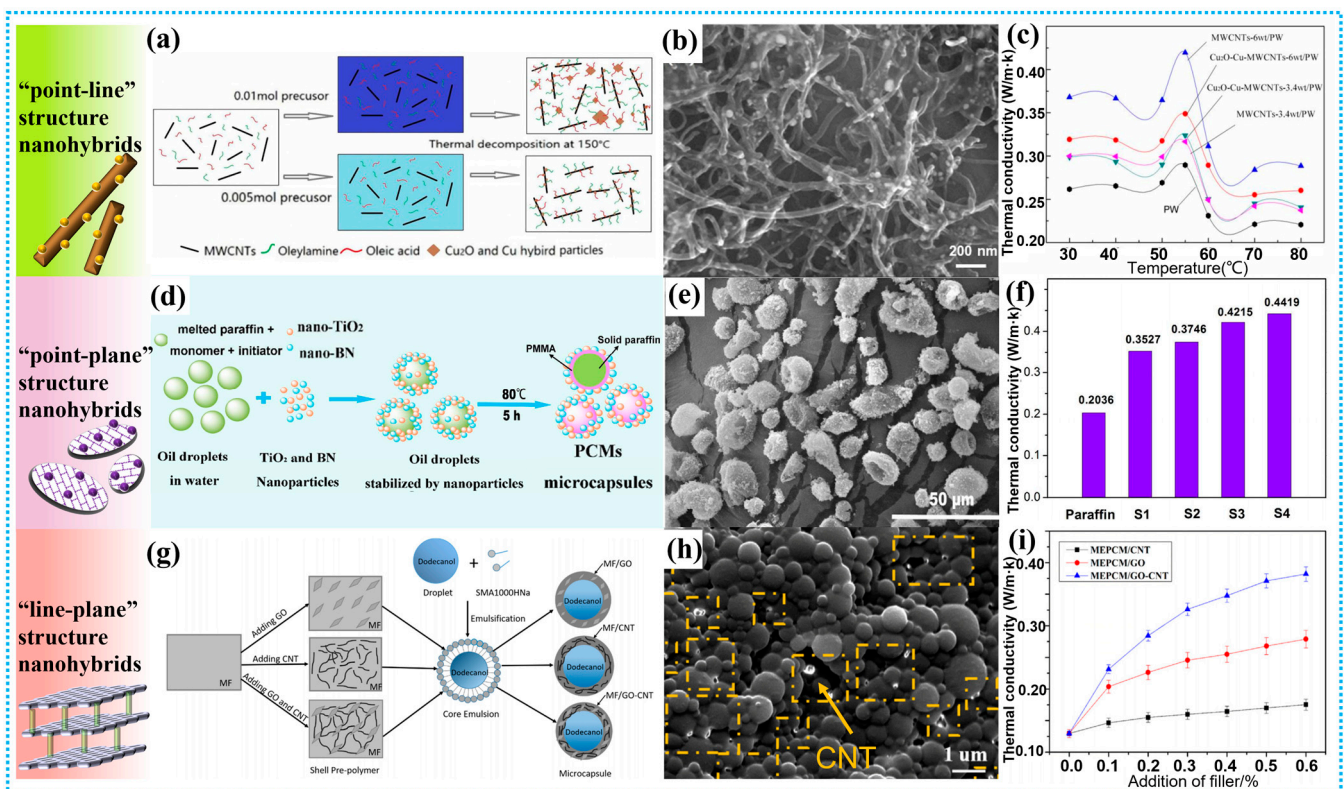 “point-line”
structure
nanohybrids
(a)
0.01mol precusor
0.005mol precursor
Thermal decomposition at 150℃
MWCNTs
Oleylamine
Oleic acid
Cu₂O and Cu hybird particles
(b)
200 nm
(c)
Thermal conductivity (W/m·k)
0.40
0.35
0.30
0.25
0.20
MWCNTs-6wt/PW
Cu₂O-Cu-MWCNTs-6wt/PW
Cu₂O-Cu-MWCNTs-3.4wt/PW
MWCNTs-3.4wt/PW
PW
30 40 50 60 70 80
Temperature(℃)
“point-plane”
structure
nanohybrids
(d)
melted paraffin +
monomer + initiator
nano-TiO₂
nano-BN
PMMA
Solid paraffin
80℃
5 h
Oil droplets
in water
TiO₂ and BN
Nanoparticles
Oil droplets
stabilized by nanoparticles
PCMs
microcapsules
(e)
50 μm
(f)
Thermal conductivity (W/m·k)
0.4
0.3
0.2
0.1
0.0
0.2036
0.3527
0.3746
0.4215
0.4419
Paraffin S1 S2 S3 S4
“line-plane”
structure
nanohybrids
(g)
MF
Adding GO
Adding CNT
Adding GO and CNT
MF
MF
MF
Shell Pre-polymer
Dodecanol
Droplet
+
SMA1000HNa
Emulsification
Dodecanol
Core Emulsion
MF/GO
Dodecanol
MF/CNT
Dodecanol
MF/GO-CNT
Dodecanol
Microcapsule
(h)
CNT
1 um
(i)
Thermal conductivity (W/m·k)
0.40
0.30
0.20
0.10
MEPCM/CNT
MEPCM/GO
MEPCM/GO-CNT
0.0 0.1 0.2 0.3 0.4 0.5 0.6
Addition of filler/%